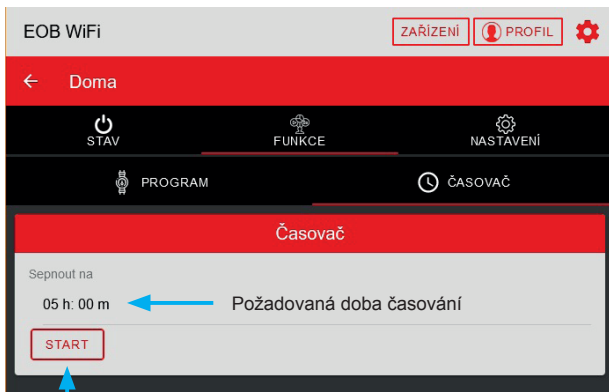 EOB WiFi
ZAŘÍZENÍ
PROFIL
Doma
STAV
FUNKCE
NASTAVENÍ
PROGRAM
ČASOVAČ
Časovač
Sepnout na
05 h: 00 m
Požadovaná doba časování
START